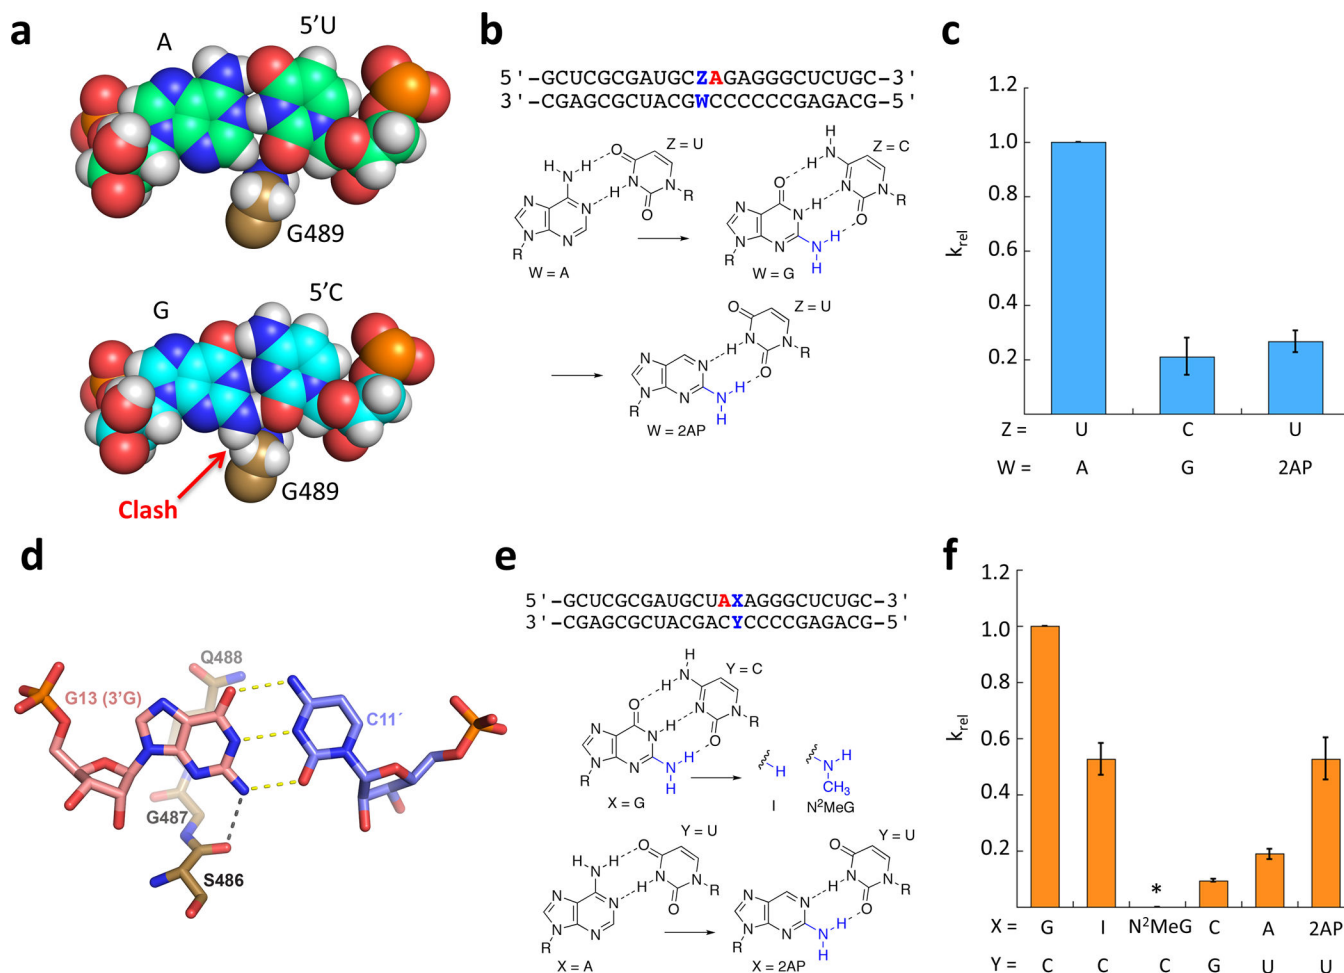 a
A
5'U
G489
G
5'C
G489
Clash
b
5'-GCUCGCGAUGCZAGAGGGCUCUGC-3'
3'-CGAGCGCUACGWCCCCCCGAGACG-5'
Z = U
H
H
N
O
N
H
N
O
R
N
N
N
N
R
W = A
Z = C
H
N
H
O
N
N
R
O
N
N
N
H
N
N
H
H
R
W = G
Z = U
O
N
H
N
R
O
N
N
N
N
N
H
H
R
W = 2AP
c
1.2
1.0
0.8
0.6
0.4
0.2
k_rel
Z = U C U
W = A G 2AP
d
Q488
G13 (3'G)
C11´
G487
S486
e
5'-GCUCGCGAUGCUAXAGGGCUCUGC-3'
3'-CGAGCGCUACGACYCCCCGAGACG-5'
Y = C
H
N
H
O
N
N
R
O
N
N
N
H
N
N
H
H
R
X = G
H
I
N
H
CH3
N²MeG
Y = U
H
H
N
O
N
H
N
O
R
N
N
N
N
R
X = A
Y = U
O
N
H
N
R
O
N
N
N
N
N
H
H
R
X = 2AP
f
1.2
1.0
0.8
0.6
0.4
0.2
k_rel
*
X = G I N²MeG C A 2AP
Y = C C C G U U